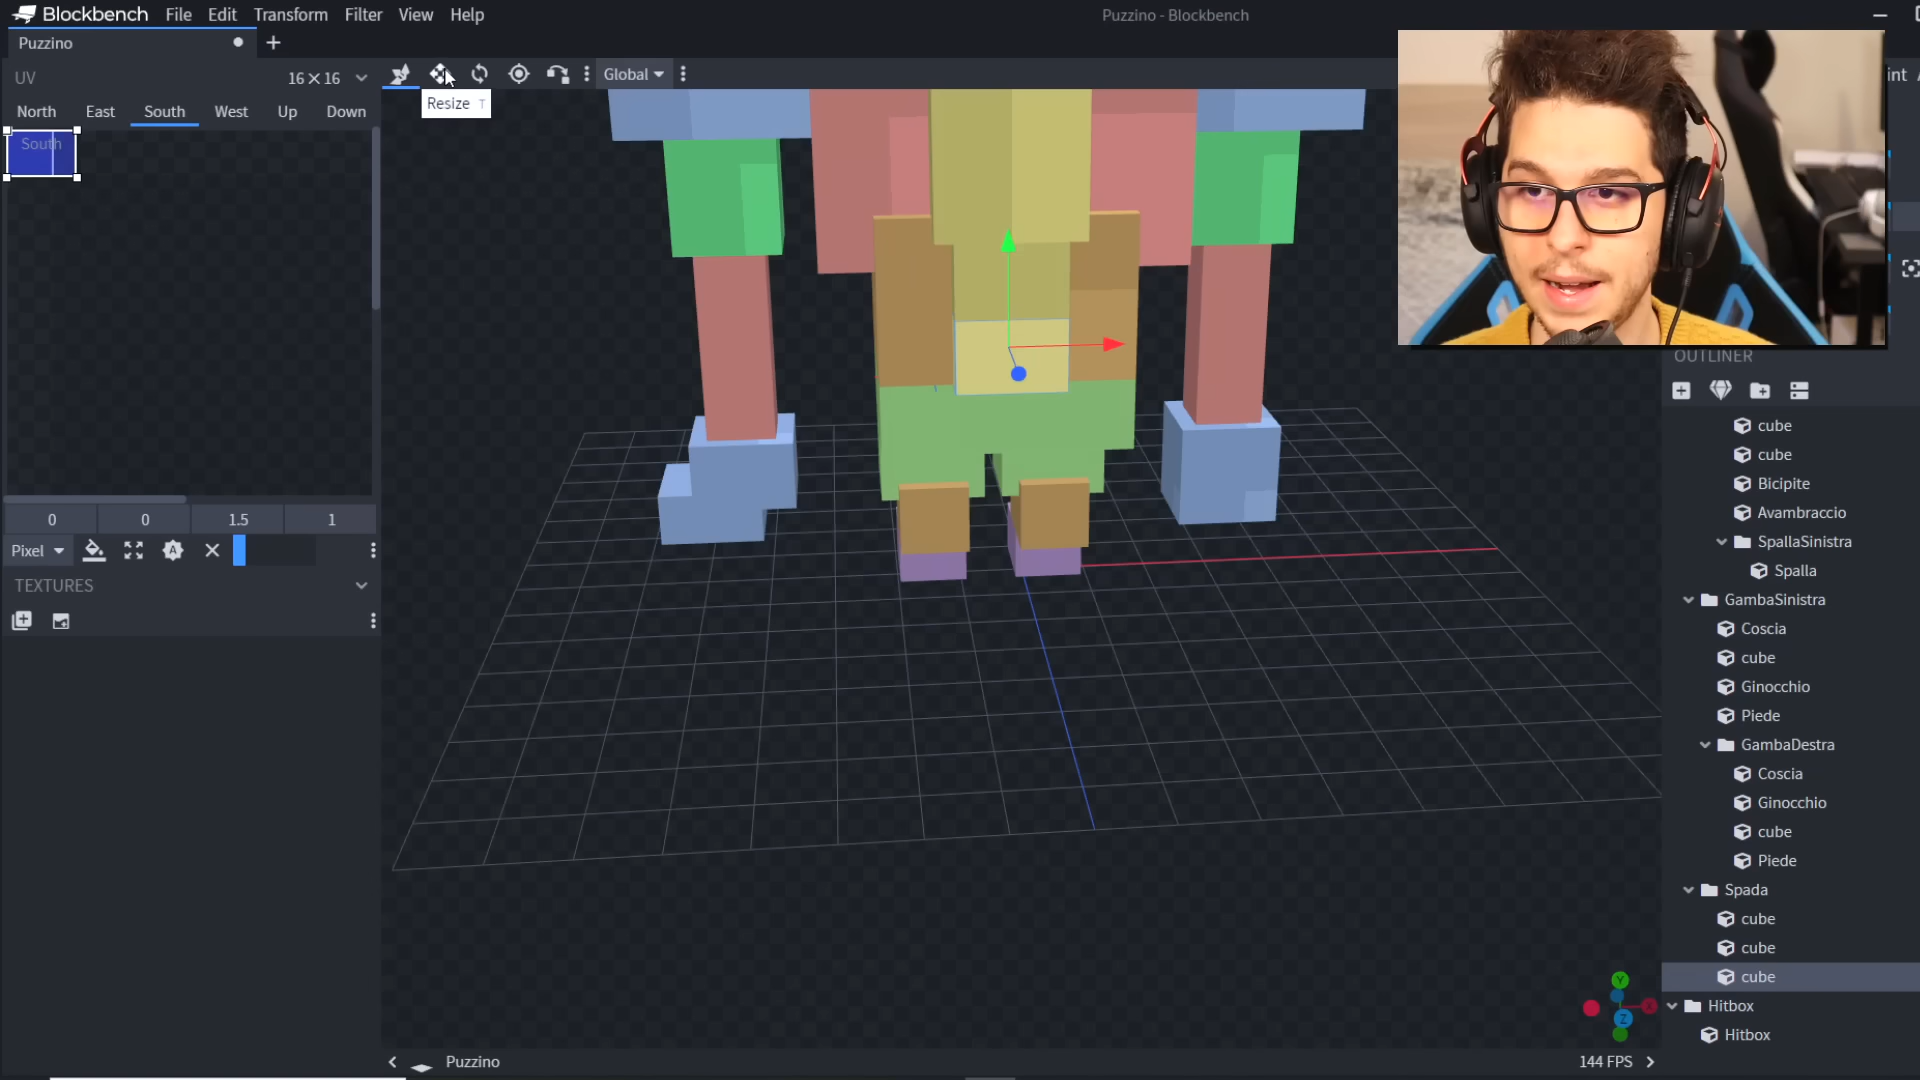 Blockbench File Edit Transform Filter View Help
Puzzino - Blockbench
Puzzino
UV 16×16
Global
int
Resize T
North East South West Up Down
South
OUTLINER
cube
cube
Bicipite
Avambraccio
SpallaSinistra
Spalla
GambaSinistra
Coscia
cube
Ginocchio
Piede
GambaDestra
Coscia
Ginocchio
cube
Piede
Spada
cube
cube
cube
Hitbox
Hitbox
0 0 1.5 1
Pixel
TEXTURES
Y
X
Z
Puzzino
144 FPS